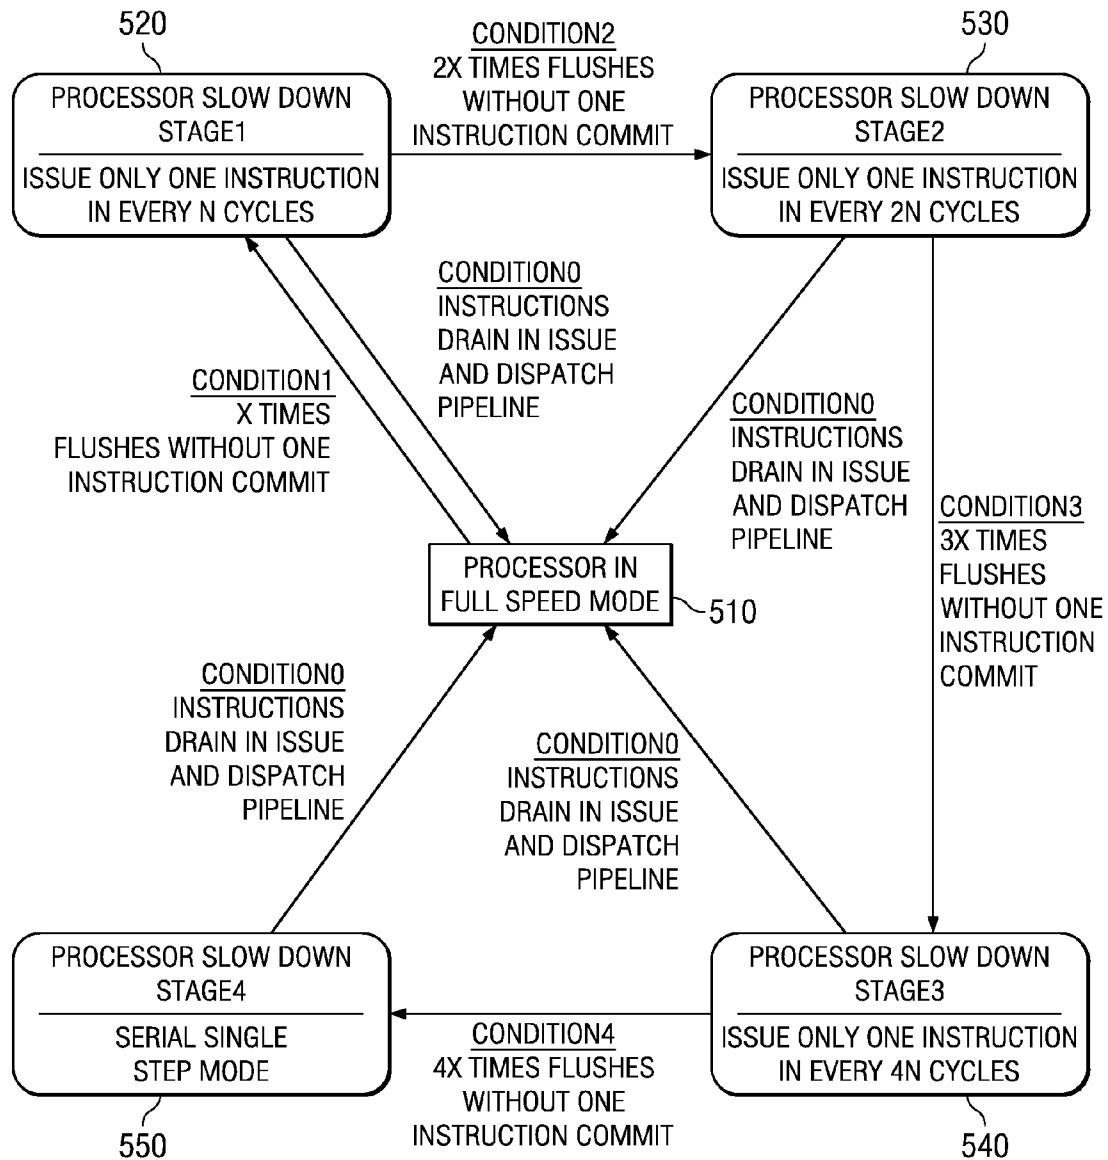 520
PROCESSOR SLOW DOWN
STAGE1
ISSUE ONLY ONE INSTRUCTION
IN EVERY N CYCLES
CONDITION2
2X TIMES FLUSHES
WITHOUT ONE
INSTRUCTION COMMIT
530
PROCESSOR SLOW DOWN
STAGE2
ISSUE ONLY ONE INSTRUCTION
IN EVERY 2N CYCLES
CONDITION0
INSTRUCTIONS
DRAIN IN ISSUE
AND DISPATCH
PIPELINE
CONDITION1
X TIMES
FLUSHES WITHOUT ONE
INSTRUCTION COMMIT
CONDITION0
INSTRUCTIONS
DRAIN IN ISSUE
AND DISPATCH
PIPELINE
CONDITION3
3X TIMES
FLUSHES
WITHOUT ONE
INSTRUCTION
COMMIT
PROCESSOR IN
FULL SPEED MODE
510
CONDITION0
INSTRUCTIONS
DRAIN IN ISSUE
AND DISPATCH
PIPELINE
CONDITION0
INSTRUCTIONS
DRAIN IN ISSUE
AND DISPATCH
PIPELINE
PROCESSOR SLOW DOWN
STAGE4
SERIAL SINGLE
STEP MODE
550
CONDITION4
4X TIMES FLUSHES
WITHOUT ONE
INSTRUCTION COMMIT
PROCESSOR SLOW DOWN
STAGE3
ISSUE ONLY ONE INSTRUCTION
IN EVERY 4N CYCLES
540